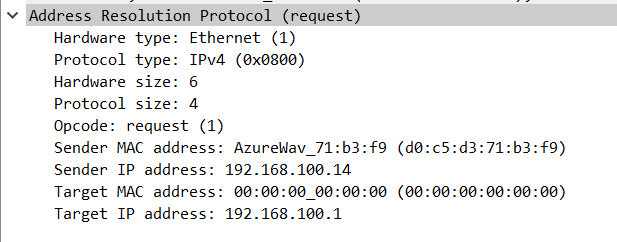 Address Resolution Protocol (request)
Hardware type: Ethernet (1)
Protocol type: IPv4 (0x0800)
Hardware size: 6
Protocol size: 4
Opcode: request (1)
Sender MAC address: AzureWav_71:b3:f9 (d0:c5:d3:71:b3:f9)
Sender IP address: 192.168.100.14
Target MAC address: 00:00:00_00:00:00 (00:00:00:00:00:00)
Target IP address: 192.168.100.1